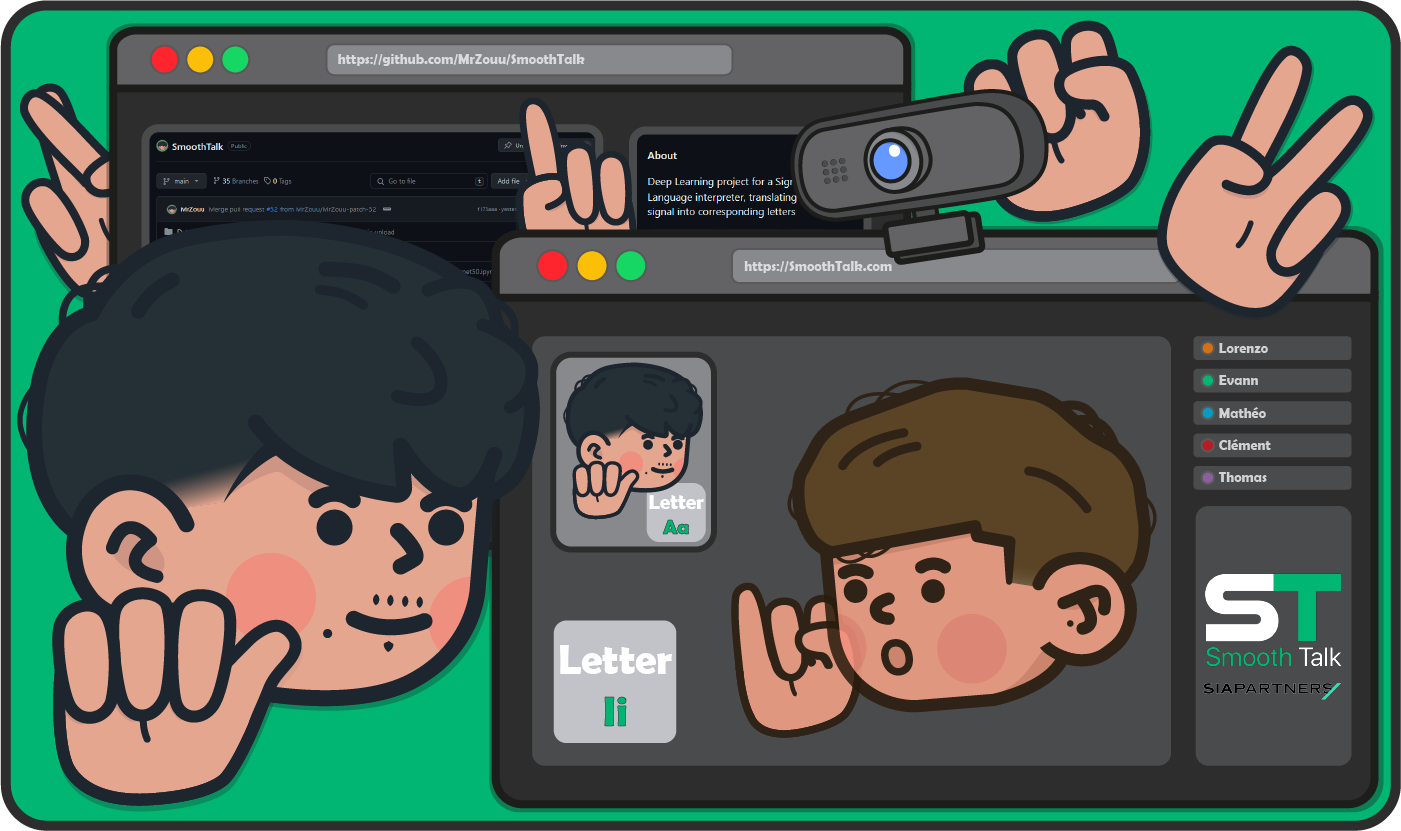 https://github.com/MrZouu/SmoothTalk
SmoothTalk Public
main 35 Branches 0 Tags Go to file t Add file
MrZouu Merge pull request #52 from MrZouu/MrZouu-patch-52
upload
About
Deep Learning project for a Sign
Language interpreter, translating
signal into corresponding letters
https://SmoothTalk.com
Lorenzo
Evann
Mathéo
Clément
Thomas
Letter
Aa
Letter
Ii
ST
Smooth Talk
SIAPARTNERS